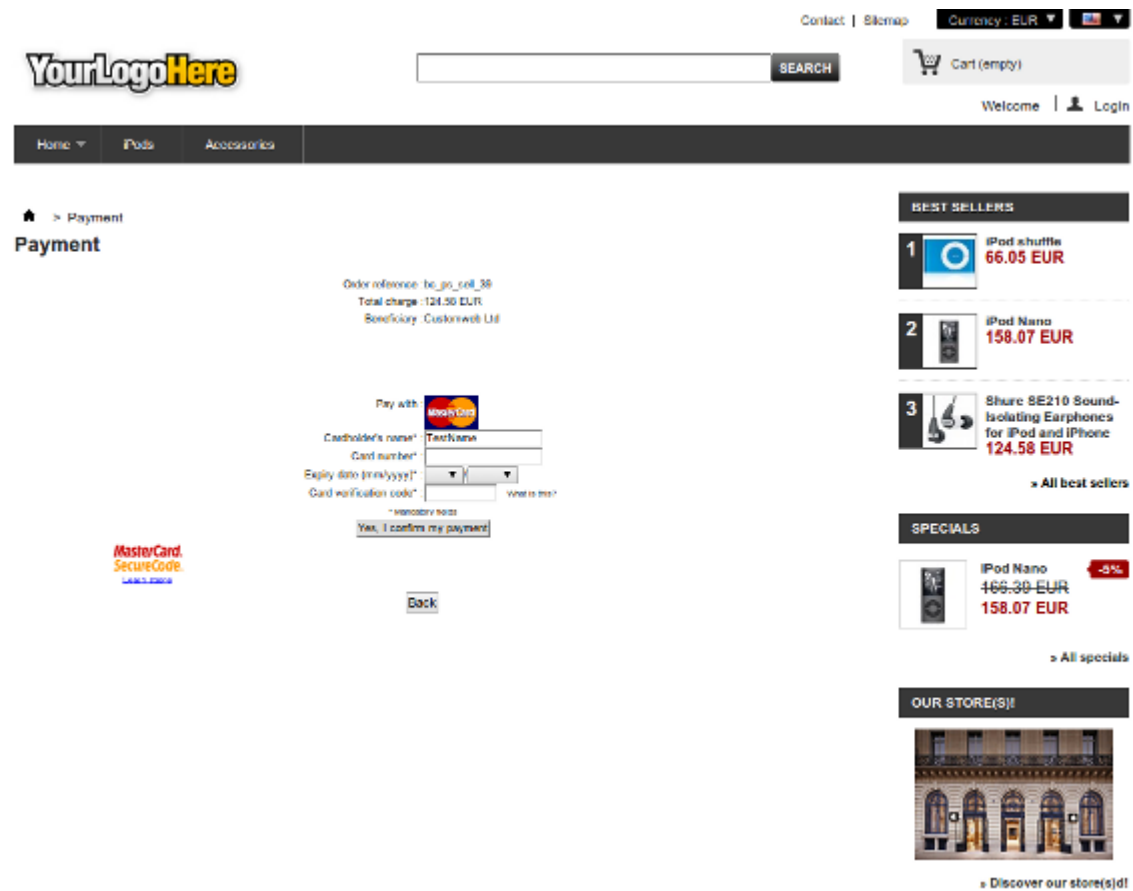 Contact | Sitemap
Currency : EUR
YourLogoHere
SEARCH
Cart (empty)
Welcome | Login
Home
iPods
Accessories
> Payment
Payment
Order reference :
Total charge :124.58 EUR
Beneficiary :Customweb Ltd
Pay with :
MasterCard
Cardholder's name* :TestName
Card number* :
Expiry date (mm/yyyy)* : /
Card verification code* : What is this?
* Mandatory fields
Yes, I confirm my payment
MasterCard.
SecureCode.
Learn more
Back
BEST SELLERS
1
iPod shuffle
66.05 EUR
2
iPod Nano
158.07 EUR
3
Shure SE210 Sound-
Isolating Earphones
for iPod and iPhone
124.58 EUR
» All best sellers
SPECIALS
iPod Nano
-5%
166.39 EUR
158.07 EUR
» All specials
OUR STORE(S)!
» Discover our store(s)d!